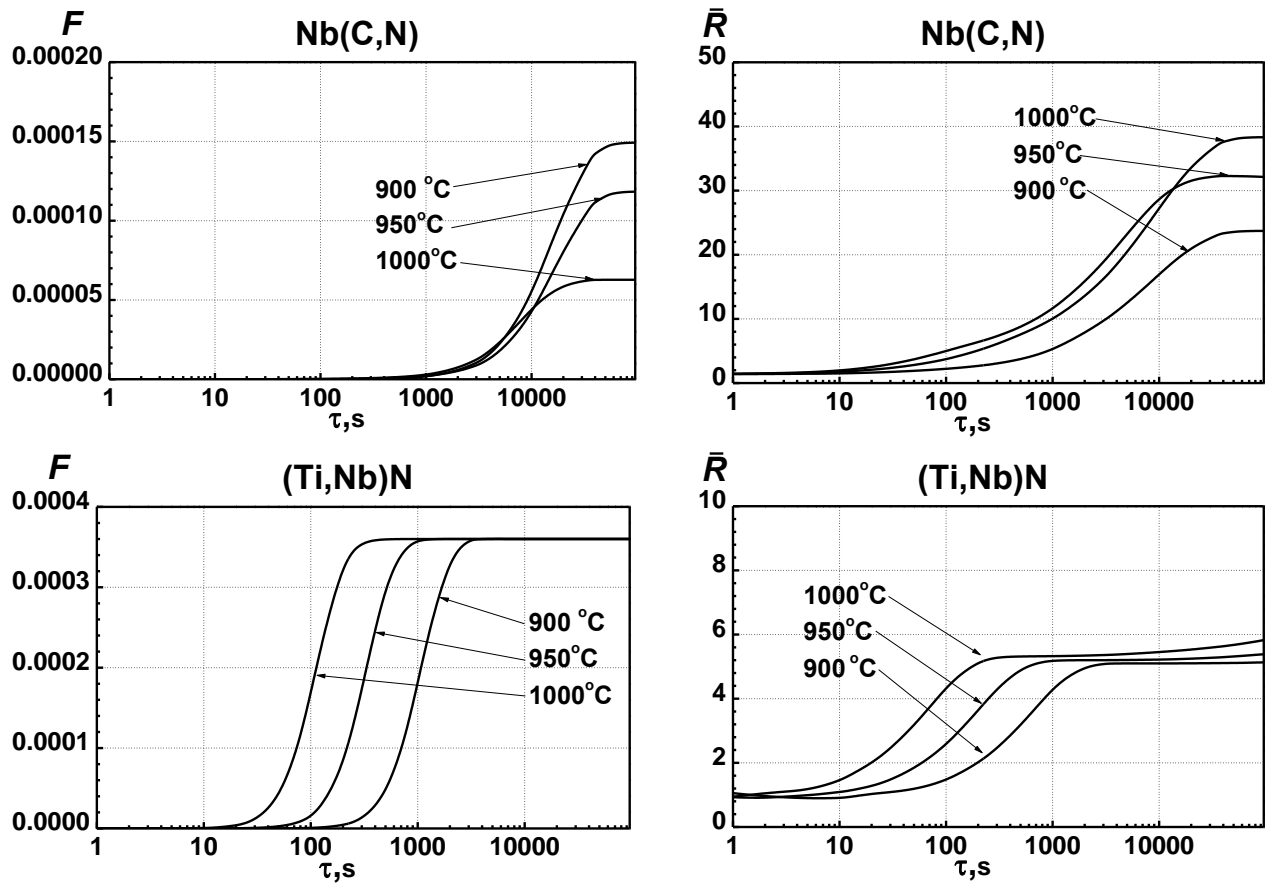 F
Nb(C,N)
0.00020
0.00015
0.00010
0.00005
0.00000
900 °C
950°C
1000°C
1
10
100
1000
10000
τ,s
R̄
Nb(C,N)
50
40
30
20
10
0
1000°C
950°C
900 °C
1
10
100
1000
10000
τ,s
F
(Ti,Nb)N
0.0004
0.0003
0.0002
0.0001
0.0000
900 °C
950°C
1000°C
1
10
100
1000
10000
τ,s
R̄
(Ti,Nb)N
10
8
6
4
2
0
1000°C
950°C
900 °C
1
10
100
1000
10000
τ,s